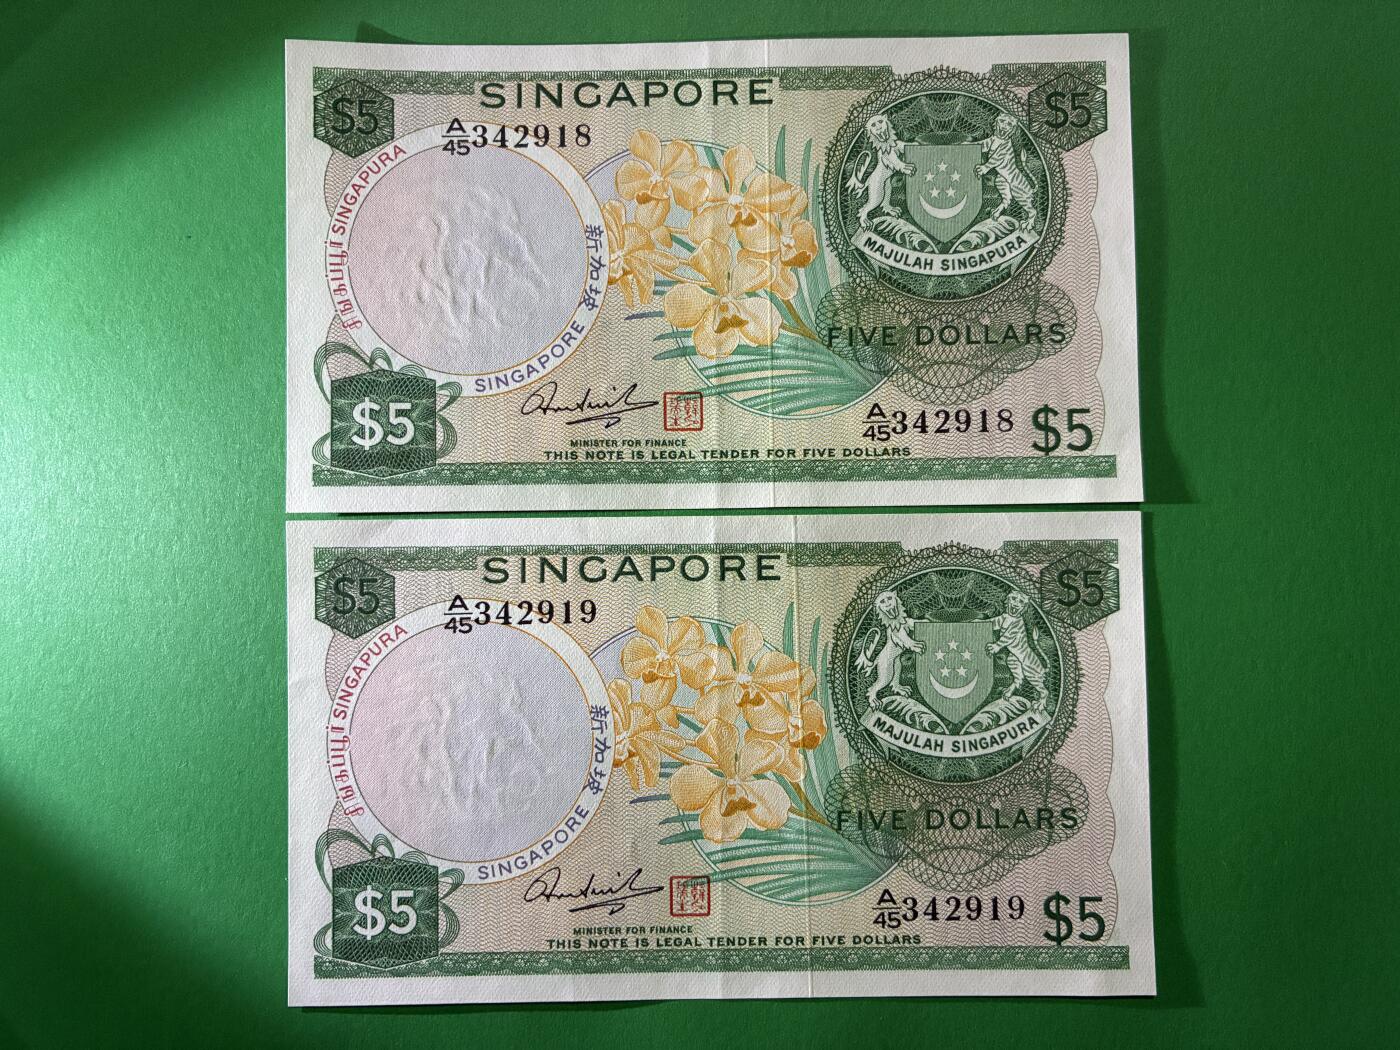 SINGAPORE
$5
$5
A/45 342918
சிங்கப்பூர் SINGAPURA
新加坡
SINGAPORE
MAJULAH SINGAPURA
FIVE DOLLARS
$5
MINISTER FOR FINANCE
THIS NOTE IS LEGAL TENDER FOR FIVE DOLLARS
A/45 342918
$5
SINGAPORE
$5
$5
A/45 342919
சிங்கப்பூர் SINGAPURA
新加坡
SINGAPORE
MAJULAH SINGAPURA
FIVE DOLLARS
$5
MINISTER FOR FINANCE
THIS NOTE IS LEGAL TENDER FOR FIVE DOLLARS
A/45 342919
$5